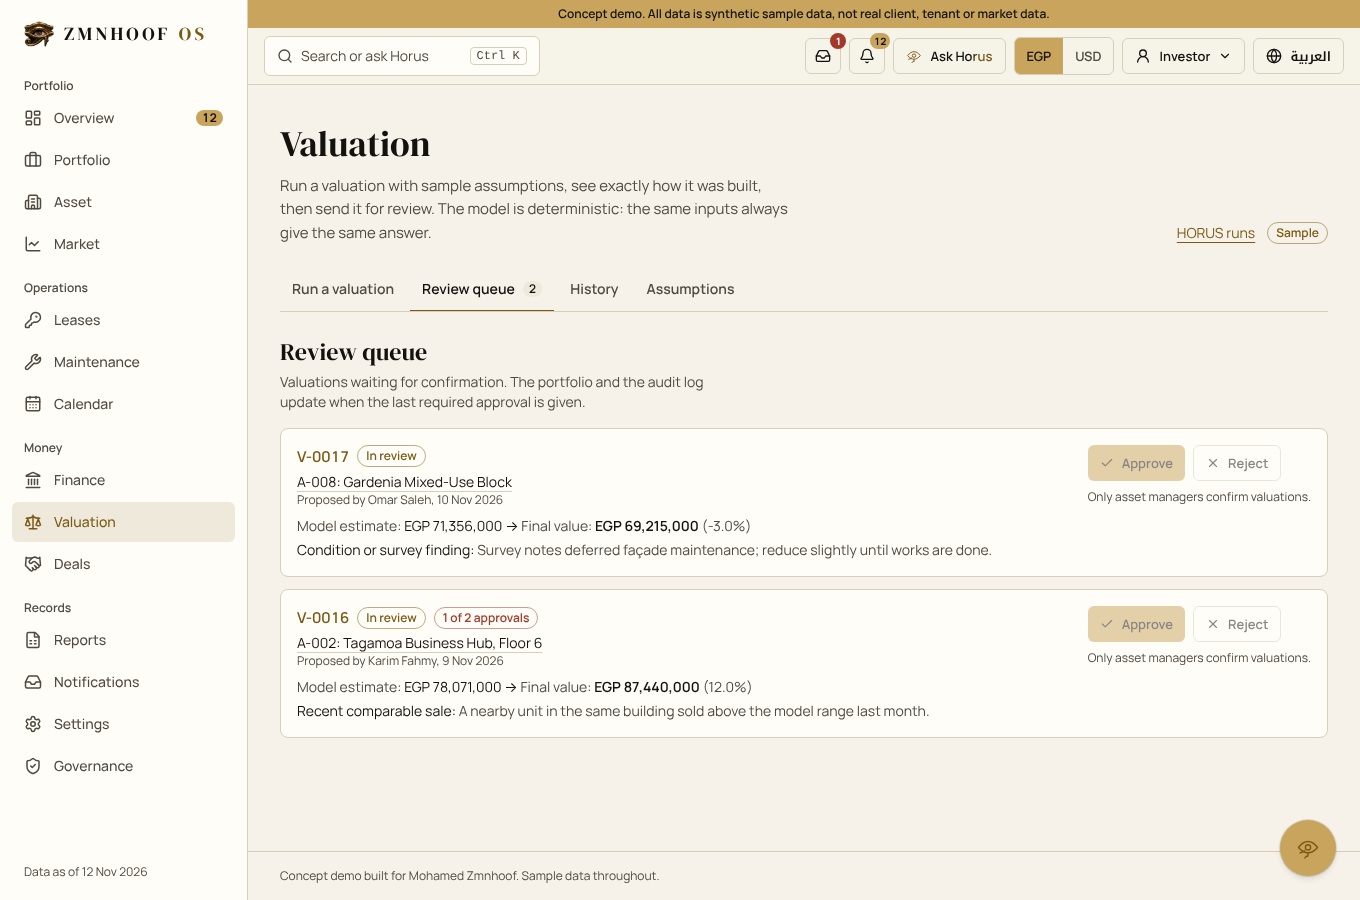 ZMNHOOF OS
Portfolio
Overview 12
Portfolio
Asset
Market
Operations
Leases
Maintenance
Calendar
Money
Finance
Valuation
Deals
Records
Reports
Notifications
Settings
Governance
Data as of 12 Nov 2026
Concept demo. All data is synthetic sample data, not real client, tenant or market data.
Search or ask Horus Ctrl K
1 12 Ask Horus EGP USD Investor العربية
Valuation
Run a valuation with sample assumptions, see exactly how it was built,
then send it for review. The model is deterministic: the same inputs always
give the same answer.
HORUS runs Sample
Run a valuation Review queue 2 History Assumptions
Review queue
Valuations waiting for confirmation. The portfolio and the audit log
update when the last required approval is given.
V-0017 In review
A-008: Gardenia Mixed-Use Block
Proposed by Omar Saleh, 10 Nov 2026
Model estimate: EGP 71,356,000 → Final value: EGP 69,215,000 (-3.0%)
Condition or survey finding: Survey notes deferred façade maintenance; reduce slightly until works are done.
Approve Reject
Only asset managers confirm valuations.
V-0016 In review 1 of 2 approvals
A-002: Tagamoa Business Hub, Floor 6
Proposed by Karim Fahmy, 9 Nov 2026
Model estimate: EGP 78,071,000 → Final value: EGP 87,440,000 (12.0%)
Recent comparable sale: A nearby unit in the same building sold above the model range last month.
Approve Reject
Only asset managers confirm valuations.
Concept demo built for Mohamed Zmnhoof. Sample data throughout.